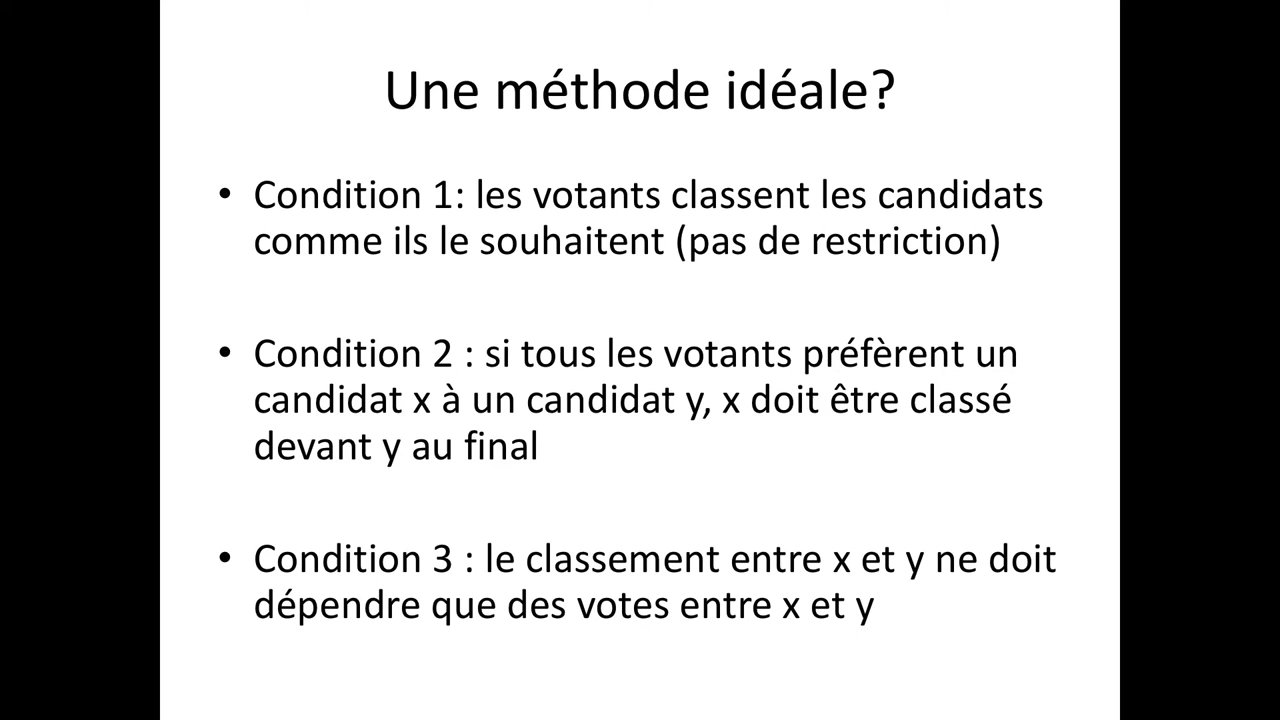 Une méthode idéale?
• Condition 1: les votants classent les candidats
comme ils le souhaitent (pas de restriction)
• Condition 2 : si tous les votants préfèrent un
candidat x à un candidat y, x doit être classé
devant y au final
• Condition 3 : le classement entre x et y ne doit
dépendre que des votes entre x et y